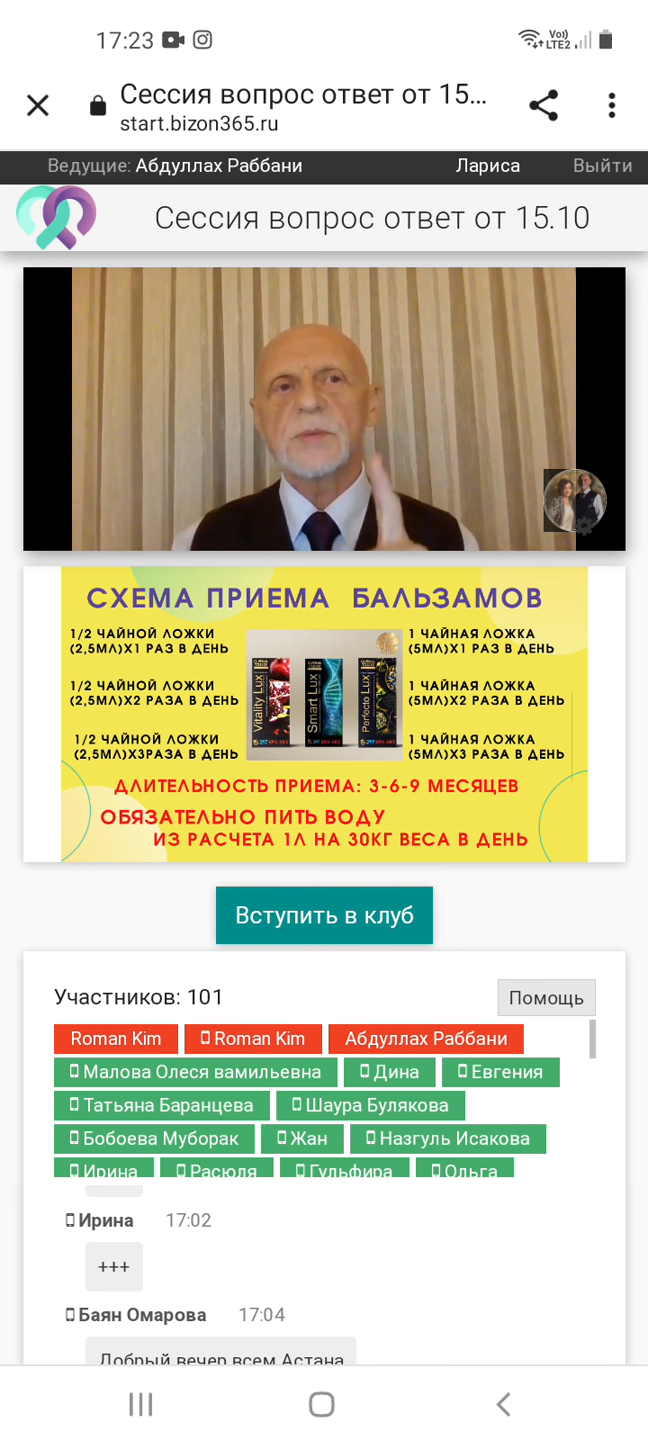 17:23 Vo)) LTE2
Сессия вопрос ответ от 15...
start.bizon365.ru
Ведущие: Абдуллах Раббани Лариса Выйти
Сессия вопрос ответ от 15.10
СХЕМА ПРИЕМА БАЛЬЗАМОВ
1/2 ЧАЙНОЙ ЛОЖКИ
(2,5МЛ)Х1 РАЗ В ДЕНЬ
1/2 ЧАЙНОЙ ЛОЖКИ
(2,5МЛ)Х2 РАЗА В ДЕНЬ
1/2 ЧАЙНОЙ ЛОЖКИ
(2,5МЛ)Х3РАЗА В ДЕНЬ
Vitality Lux
Smart Lux
Perfecto Lux
1 ЧАЙНАЯ ЛОЖКА
(5МЛ)Х1 РАЗ В ДЕНЬ
1 ЧАЙНАЯ ЛОЖКА
(5МЛ)Х2 РАЗА В ДЕНЬ
1 ЧАЙНАЯ ЛОЖКА
(5МЛ)Х3 РАЗА В ДЕНЬ
ДЛИТЕЛЬНОСТЬ ПРИЕМА: 3-6-9 МЕСЯЦЕВ
ОБЯЗАТЕЛЬНО ПИТЬ ВОДУ
ИЗ РАСЧЕТА 1Л НА 30КГ ВЕСА В ДЕНЬ
Вступить в клуб
Участников: 101 Помощь
Roman Kim Roman Kim Абдуллах Раббани
Малова Олеся вамильевна Дина Евгения
Татьяна Баранцева Шаура Булякова
Бобоева Муборак Жан Назгуль Исакова
Ирина Расюля Гульфира Ольга
Ирина 17:02
+++
Баян Омарова 17:04
Добрый вечер всем Астана